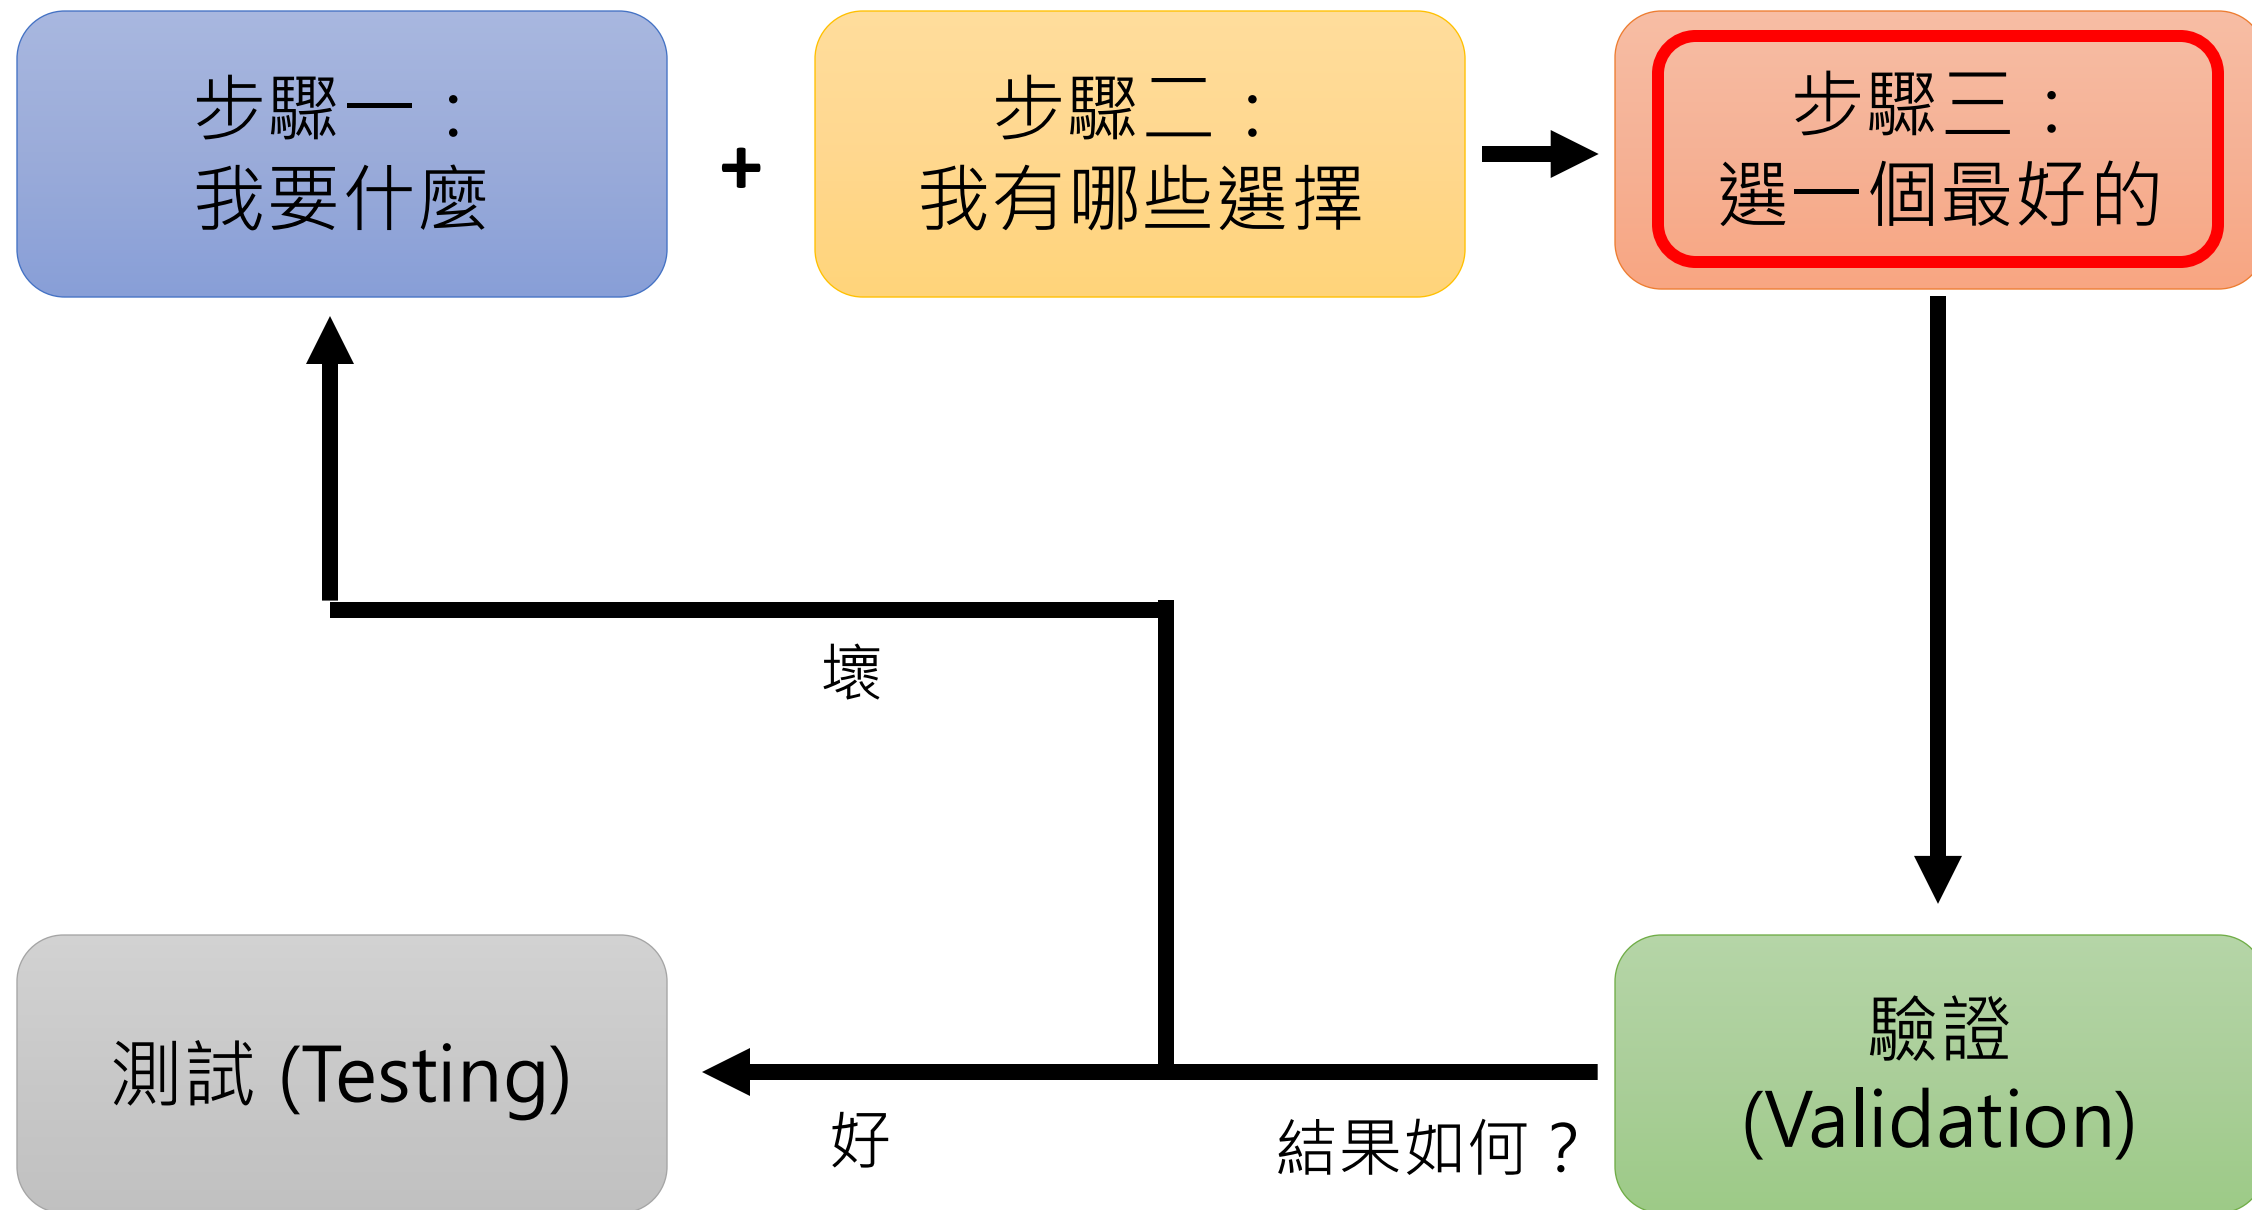 步驟一：
我要什麼
+
步驟二：
我有哪些選擇
步驟三：
選一個最好的
壞
測試 (Testing)
好
結果如何？
驗證
(Validation)